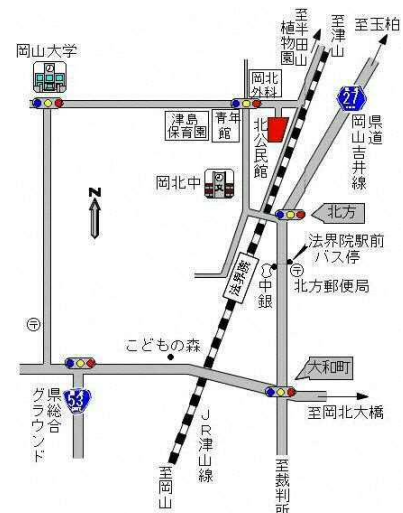 至半田山
植物園
至津山
至玉柏
岡山大学
岡北
外科
27
県道
岡山吉井線
津島
保育園
青年
館
北公民館
岡北中
N
北方
法界院駅前
バス停
法界院
中銀
〒
北方郵便局
〒
こどもの森
大和町
53
県総合
グラウンド
JR津山線
至岡北大橋
至岡山
至裁判所